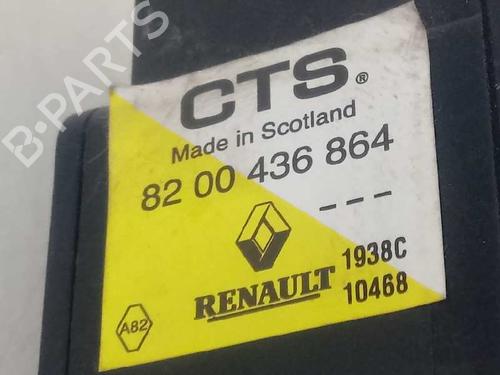 B-PARTS
CTS®
Made in Scotland
82 00 436 864
---
RENAULT
1938C
10468
A82